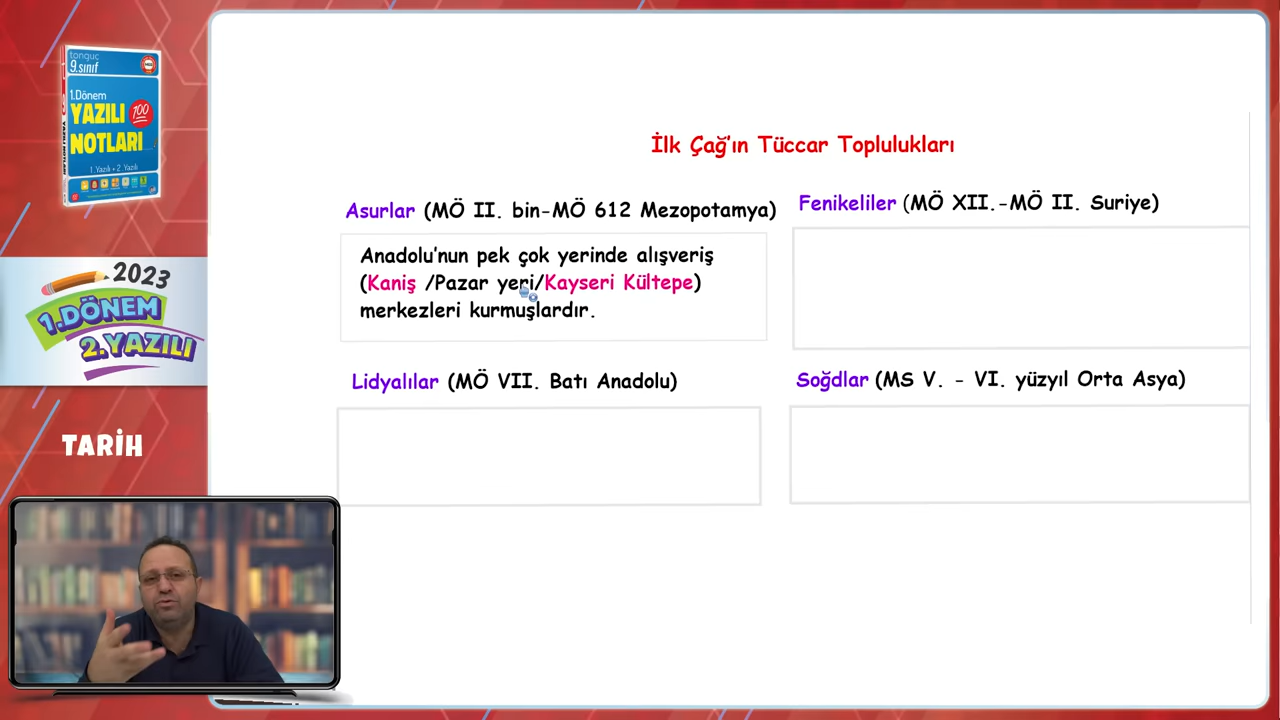 tonguç
9.sınıf
1.Dönem
YAZILI
100
NOTLARI
1.Yazılı • 2.Yazılı
YAZILI NOTLARI
2023
1.DÖNEM
2.YAZILI
TARİH
İlk Çağ'ın Tüccar Toplulukları
Asurlar (MÖ II. bin-MÖ 612 Mezopotamya)
Anadolu'nun pek çok yerinde alışveriş
(Kaniş /Pazar yeri/Kayseri Kültepe)
merkezleri kurmuşlardır.
Fenikeliler (MÖ XII.-MÖ II. Suriye)
Lidyalılar (MÖ VII. Batı Anadolu)
Soğdlar (MS V. - VI. yüzyıl Orta Asya)